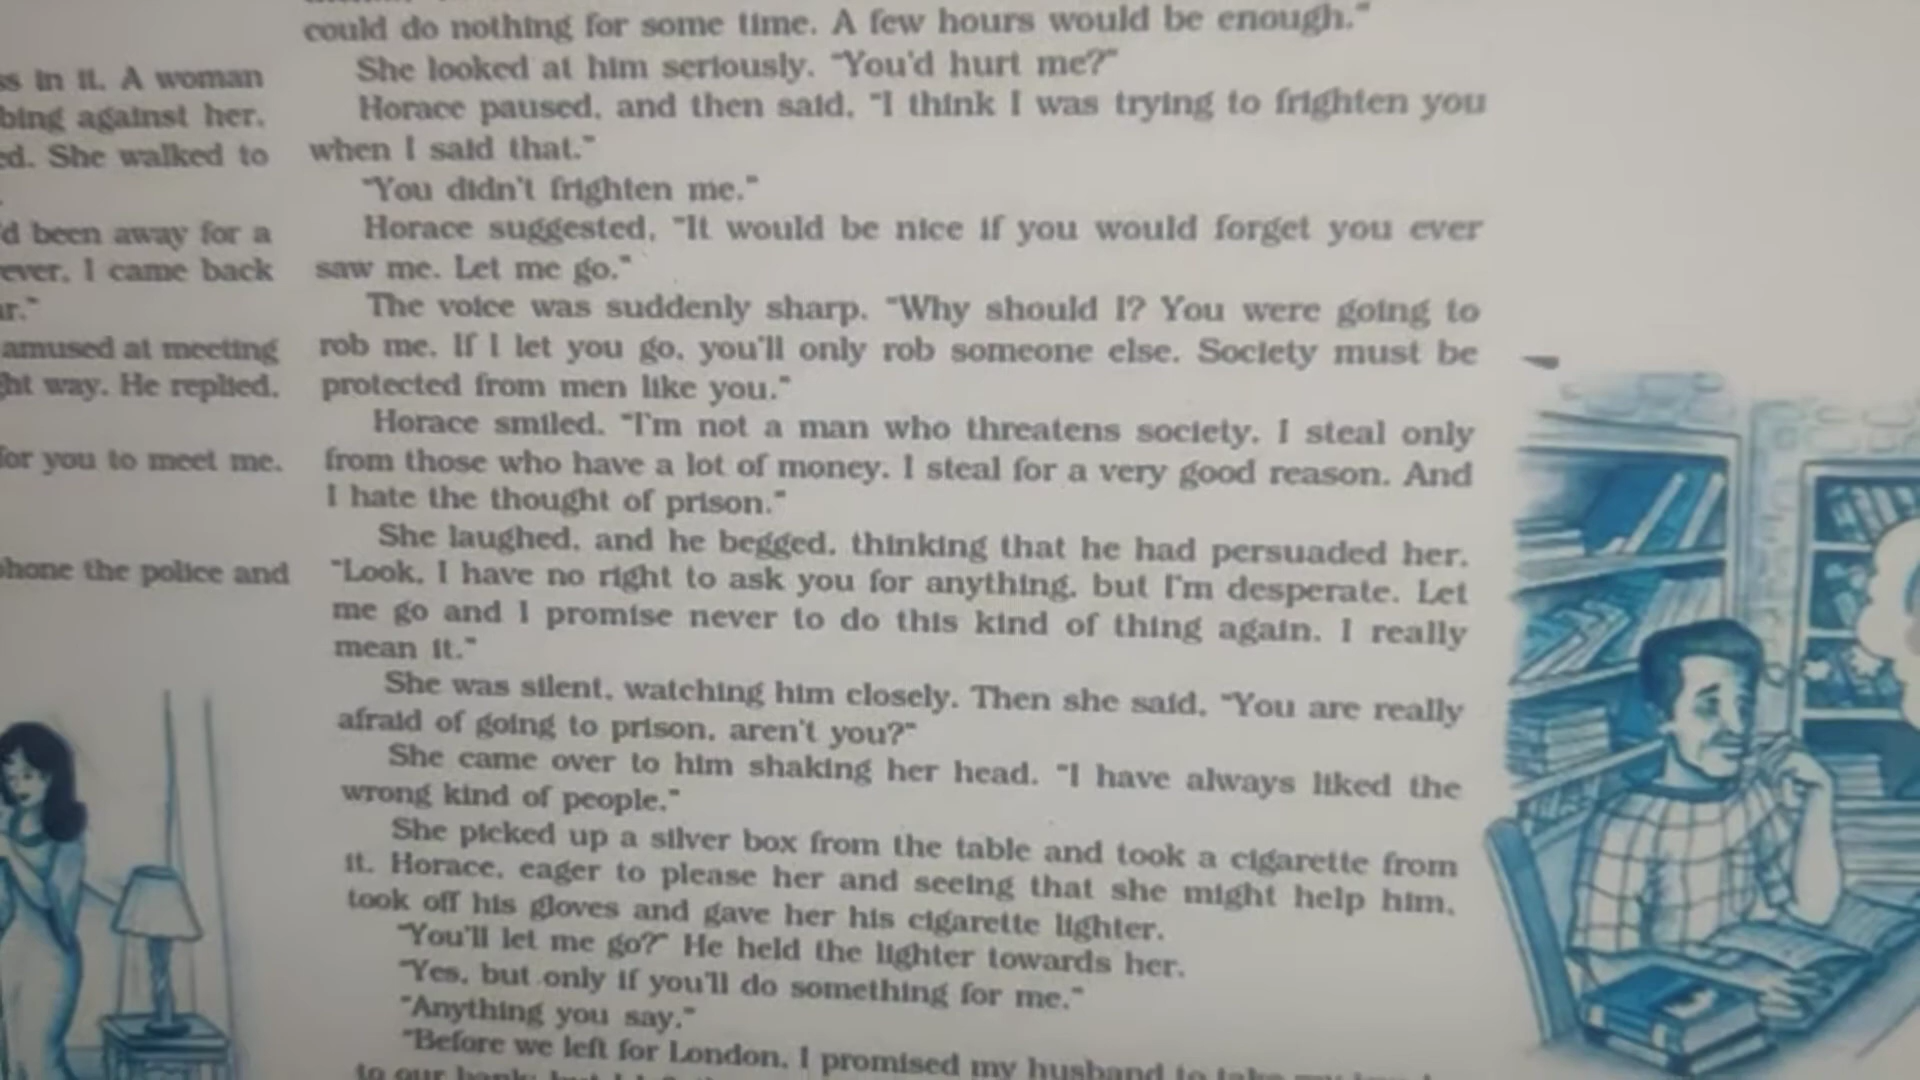 ss in it. A woman
bing against her.
ed. She walked to
'd been away for a
ever, I came back
ar."
amused at meeting
ht way. He replied,
for you to meet me.
phone the police and
could do nothing for some time. A few hours would be enough."
She looked at him seriously. "You'd hurt me?"
Horace paused, and then said, "I think I was trying to frighten you
when I said that."
"You didn't frighten me."
Horace suggested, "It would be nice if you would forget you ever
saw me. Let me go."
The voice was suddenly sharp. "Why should I? You were going to
rob me. If I let you go, you'll only rob someone else. Society must be
protected from men like you."
Horace smiled. "I'm not a man who threatens society. I steal only
from those who have a lot of money. I steal for a very good reason. And
I hate the thought of prison."
She laughed, and he begged, thinking that he had persuaded her.
"Look, I have no right to ask you for anything, but I'm desperate. Let
me go and I promise never to do this kind of thing again. I really
mean it."
She was silent, watching him closely. Then she said, "You are really
afraid of going to prison, aren't you?"
She came over to him shaking her head. "I have always liked the
wrong kind of people."
She picked up a silver box from the table and took a cigarette from
it. Horace, eager to please her and seeing that she might help him,
took off his gloves and gave her his cigarette lighter.
"You'll let me go?" He held the lighter towards her.
"Yes, but only if you'll do something for me."
"Anything you say."
"Before we left for London, I promised my husband to take my
to our bank